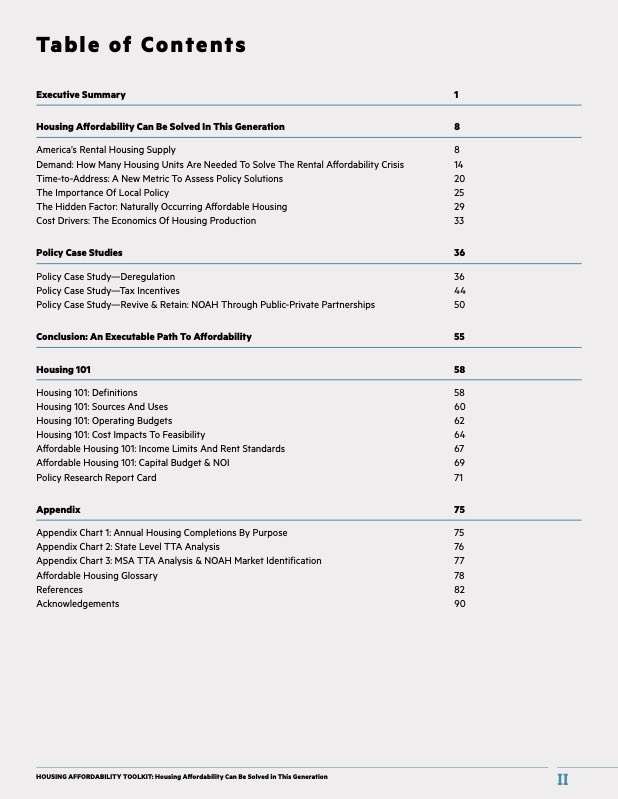 Table of Contents
Executive Summary 1
Housing Affordability Can Be Solved In This Generation 8
America's Rental Housing Supply 8
Demand: How Many Housing Units Are Needed To Solve The Rental Affordability Crisis 14
Time-to-Address: A New Metric To Assess Policy Solutions 20
The Importance Of Local Policy 25
The Hidden Factor: Naturally Occurring Affordable Housing 29
Cost Drivers: The Economics Of Housing Production 33
Policy Case Studies 36
Policy Case Study—Deregulation 36
Policy Case Study—Tax Incentives 44
Policy Case Study—Revive & Retain: NOAH Through Public-Private Partnerships 50
Conclusion: An Executable Path To Affordability 55
Housing 101 58
Housing 101: Definitions 58
Housing 101: Sources And Uses 60
Housing 101: Operating Budgets 62
Housing 101: Cost Impacts To Feasibility 64
Affordable Housing 101: Income Limits And Rent Standards 67
Affordable Housing 101: Capital Budget & NOI 69
Policy Research Report Card 71
Appendix 75
Appendix Chart 1: Annual Housing Completions By Purpose 75
Appendix Chart 2: State Level TTA Analysis 76
Appendix Chart 3: MSA TTA Analysis & NOAH Market Identification 77
Affordable Housing Glossary 78
References 82
Acknowledgements 90
HOUSING AFFORDABILITY TOOLKIT: Housing Affordability Can Be Solved in This Generation II